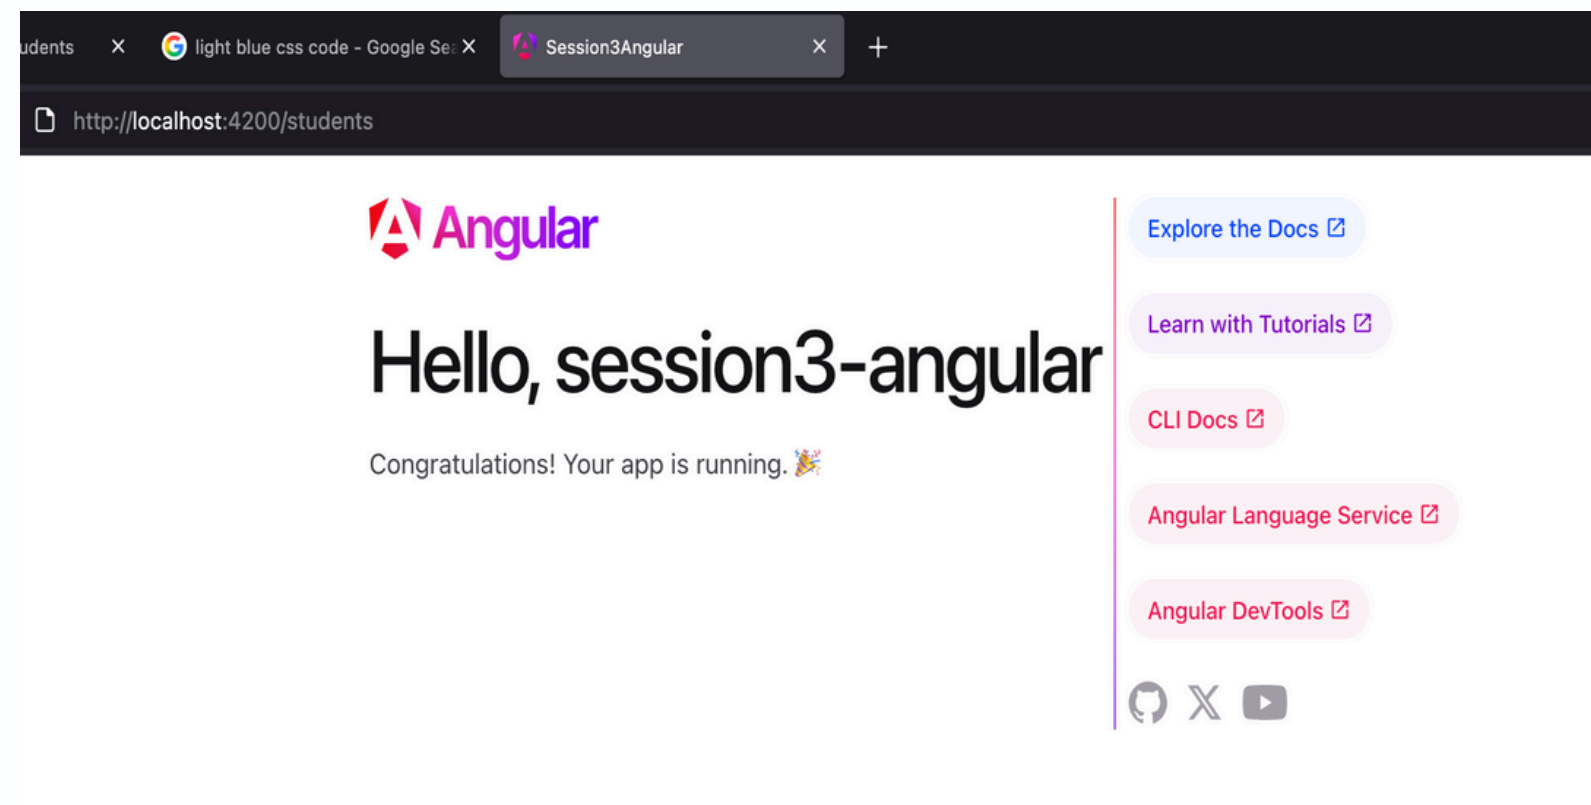 udents
light blue css code - Google Sea
Session3Angular
http://localhost:4200/students
Angular
Hello, session3-angular
Congratulations! Your app is running. 🎉
Explore the Docs
Learn with Tutorials
CLI Docs
Angular Language Service
Angular DevTools